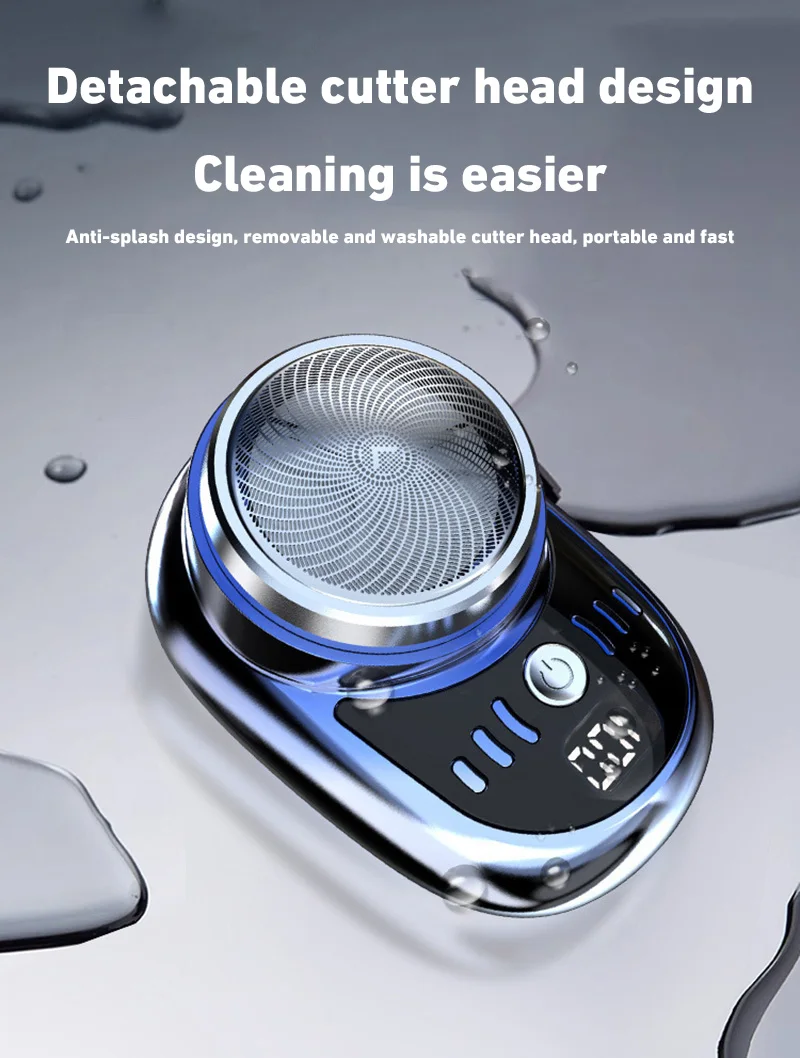 Detachable cutter head design
Cleaning is easier
Anti-splash design, removable and washable cutter head, portable and fast